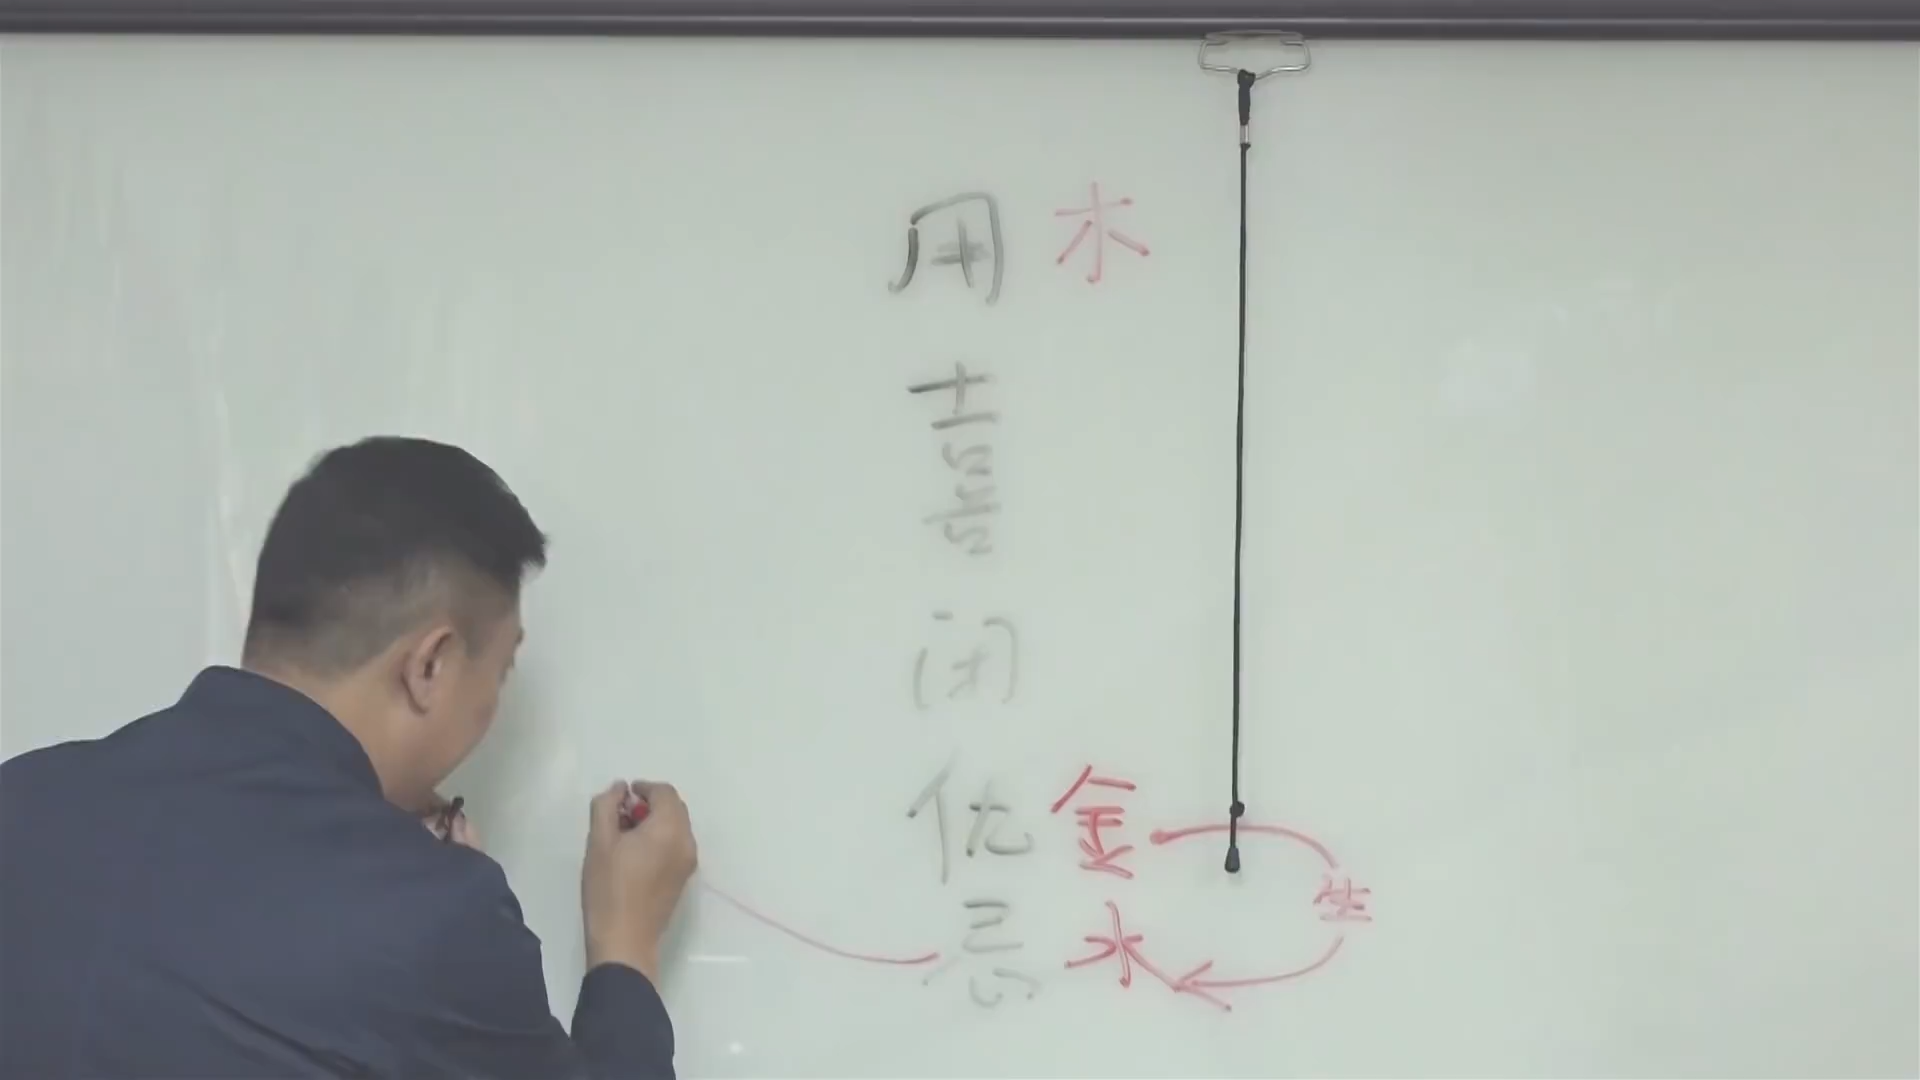 用 木
喜
闲
仇 金
忌 水
生